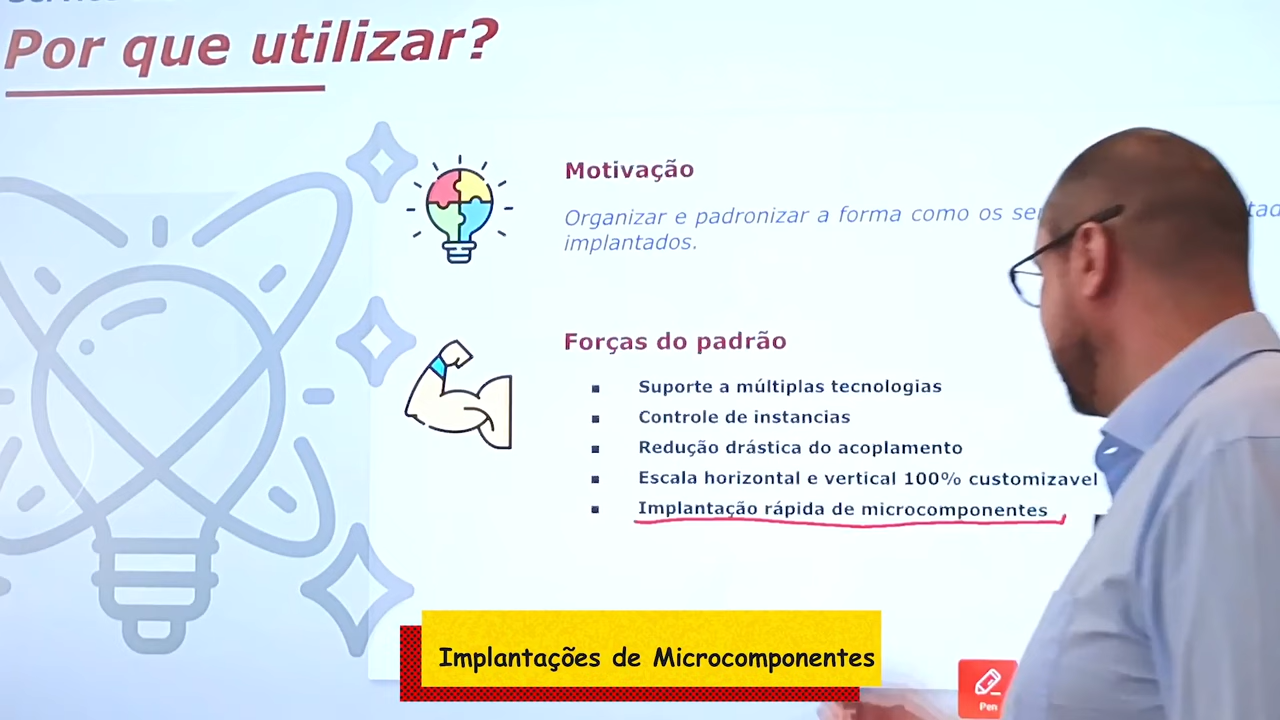 Por que utilizar?
Motivação
Organizar e padronizar a forma como os
implantados.
Forças do padrão
Suporte a múltiplas tecnologias
Controle de instancias
Redução drástica do acoplamento
Escala horizontal e vertical 100% customizavel
Implantação rápida de microcomponentes
Implantações de Microcomponentes
Pen